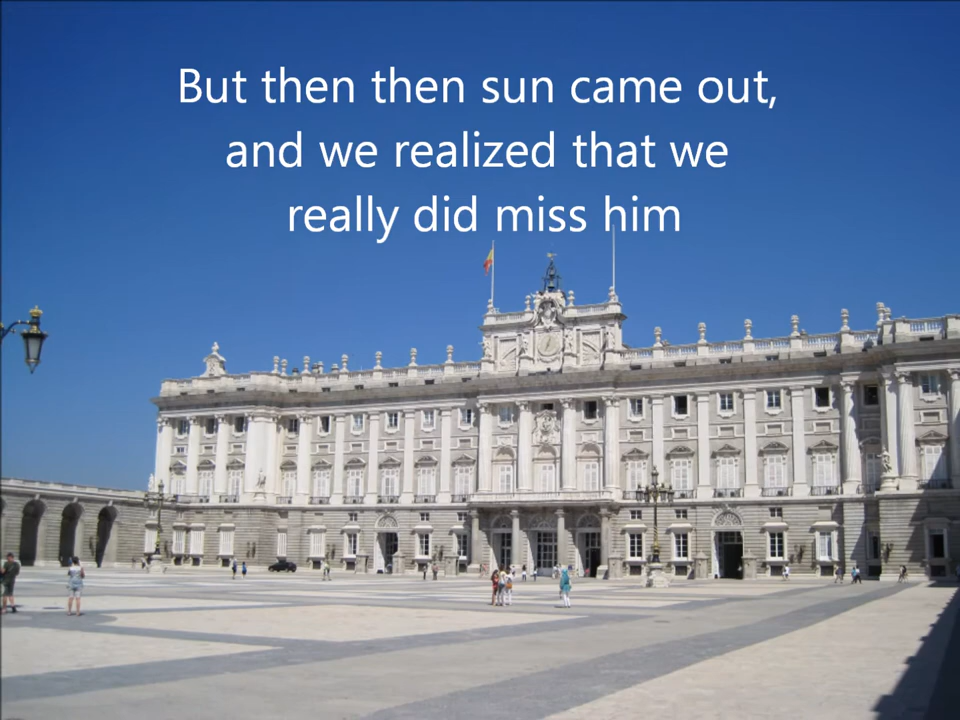 But then then sun came out,
and we realized that we
really did miss him